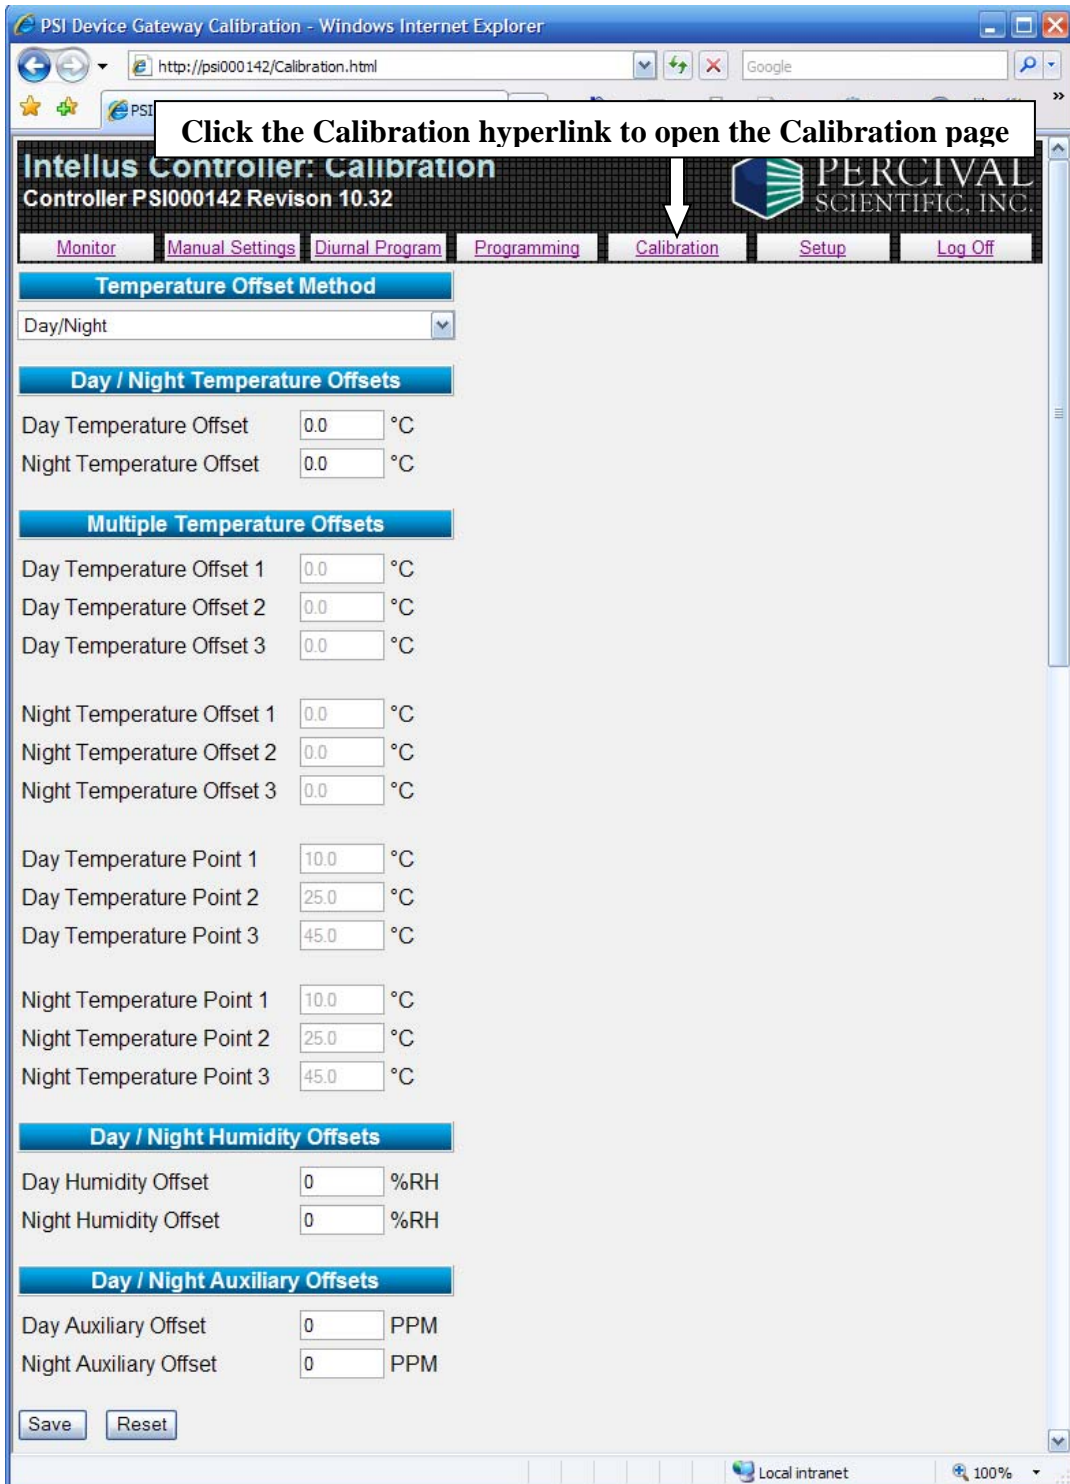 PSI Device Gateway Calibration - Windows Internet Explorer
http://psi000142/Calibration.html
Google
PSI
»
Click the Calibration hyperlink to open the Calibration page
Intellus Controller: Calibration
Controller PSI000142 Revison 10.32
PERCIVAL
SCIENTIFIC, INC.
Monitor Manual Settings Diurnal Program Programming Calibration Setup Log Off
Temperature Offset Method
Day/Night
Day / Night Temperature Offsets
Day Temperature Offset 0.0 °C
Night Temperature Offset 0.0 °C
Multiple Temperature Offsets
Day Temperature Offset 1 0.0 °C
Day Temperature Offset 2 0.0 °C
Day Temperature Offset 3 0.0 °C
Night Temperature Offset 1 0.0 °C
Night Temperature Offset 2 0.0 °C
Night Temperature Offset 3 0.0 °C
Day Temperature Point 1 10.0 °C
Day Temperature Point 2 25.0 °C
Day Temperature Point 3 45.0 °C
Night Temperature Point 1 10.0 °C
Night Temperature Point 2 25.0 °C
Night Temperature Point 3 45.0 °C
Day / Night Humidity Offsets
Day Humidity Offset 0 %RH
Night Humidity Offset 0 %RH
Day / Night Auxiliary Offsets
Day Auxiliary Offset 0 PPM
Night Auxiliary Offset 0 PPM
Save Reset
Local intranet 100%